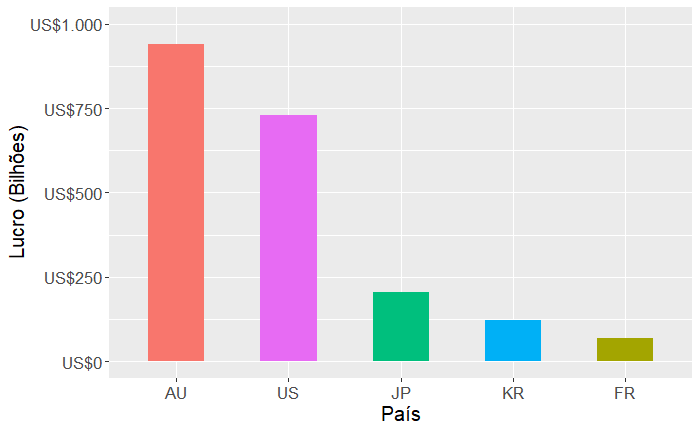 Lucro (Bilhões)
US$1.000
US$750
US$500
US$250
US$0
AU US JP KR FR
País